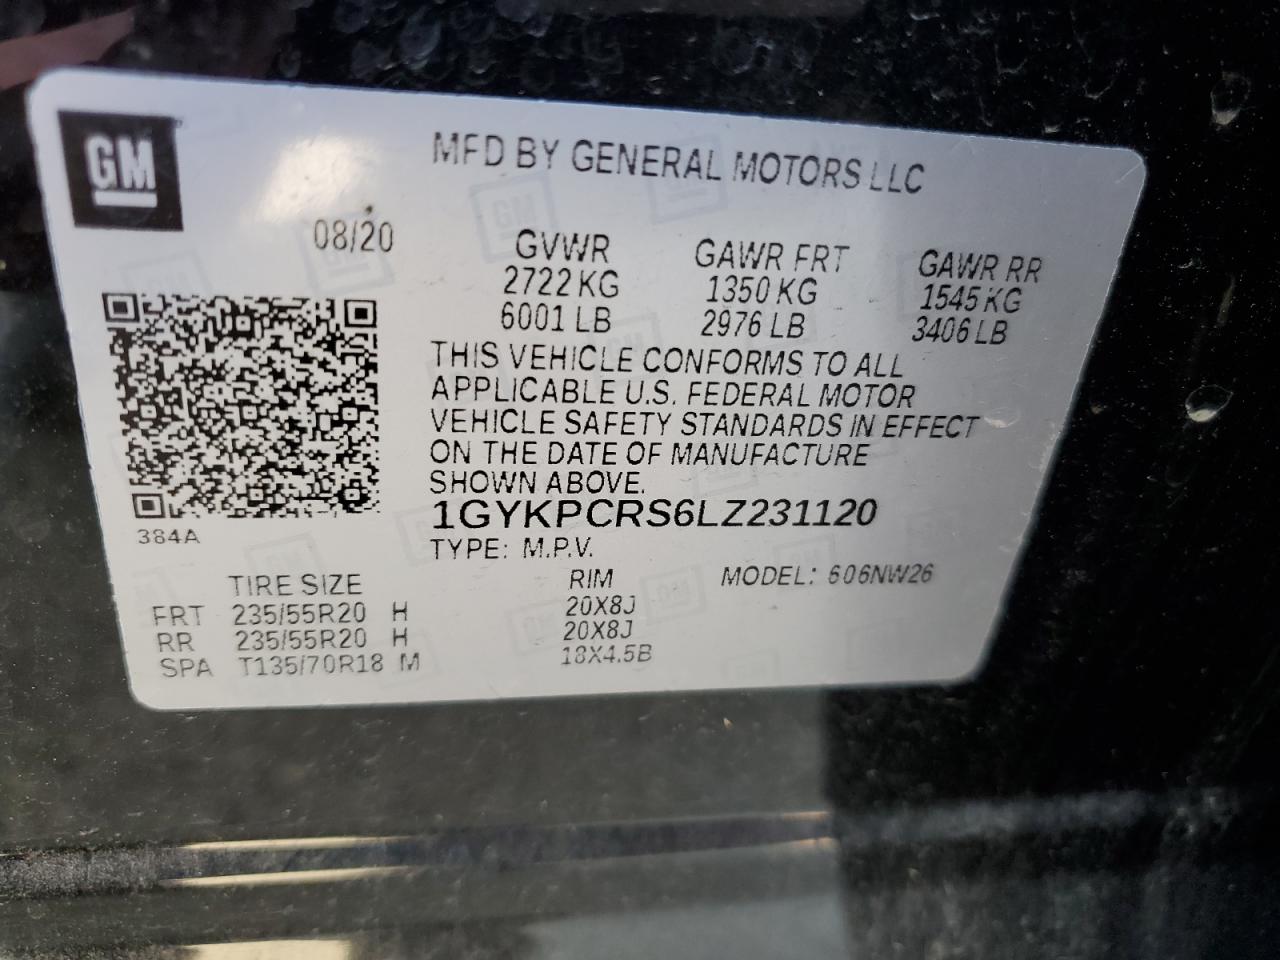 GM
MFD BY GENERAL MOTORS LLC
08/20
GVWR GAWR FRT GAWR RR
2722 KG 1350 KG 1545 KG
6001 LB 2976 LB 3406 LB
THIS VEHICLE CONFORMS TO ALL
APPLICABLE U.S. FEDERAL MOTOR
VEHICLE SAFETY STANDARDS IN EFFECT
ON THE DATE OF MANUFACTURE
SHOWN ABOVE.
1GYKPCRS6LZ231120
384A
TYPE: M.P.V.
TIRE SIZE RIM MODEL: 606NW26
FRT 235/55R20 H 20X8J
RR 235/55R20 H 20X8J
SPA T135/70R18 M 18X4.5B